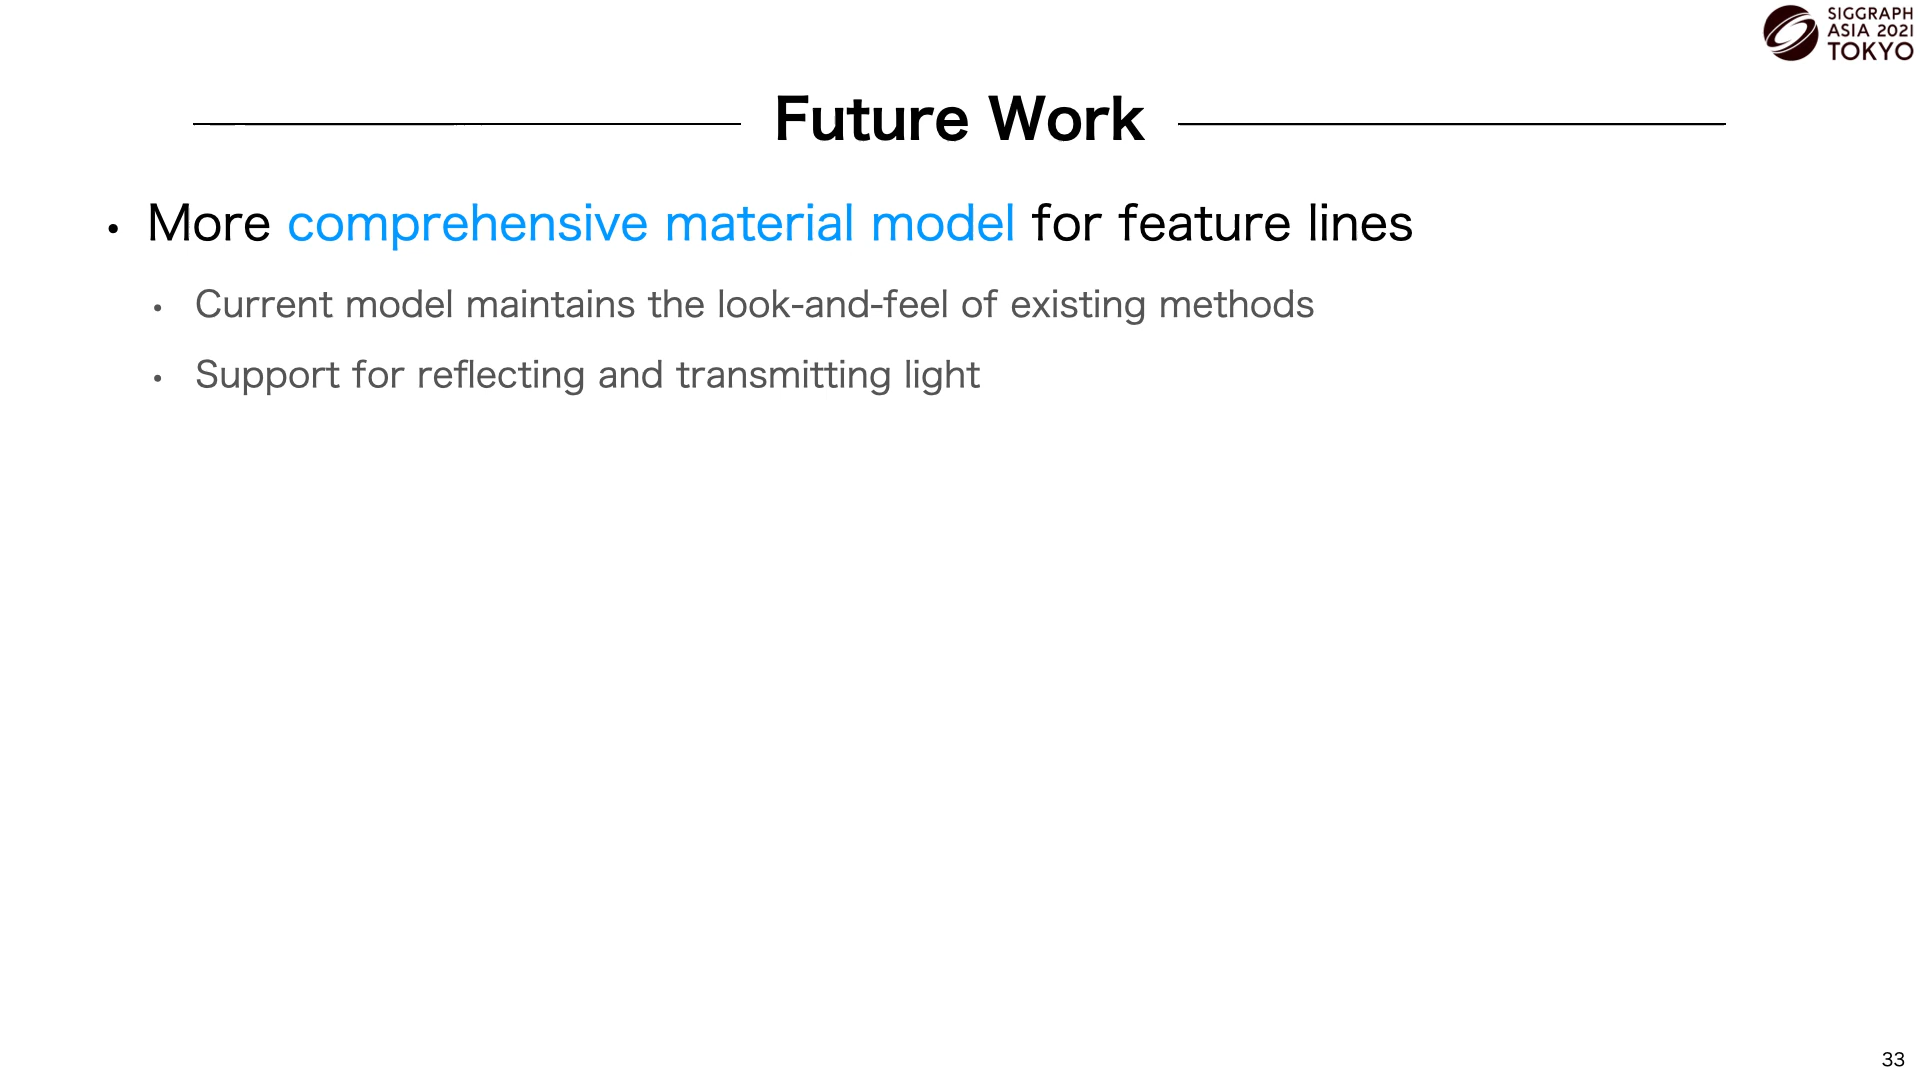 SIGGRAPH
ASIA 2021
TOKYO
Future Work
• More comprehensive material model for feature lines
• Current model maintains the look-and-feel of existing methods
• Support for reflecting and transmitting light
33